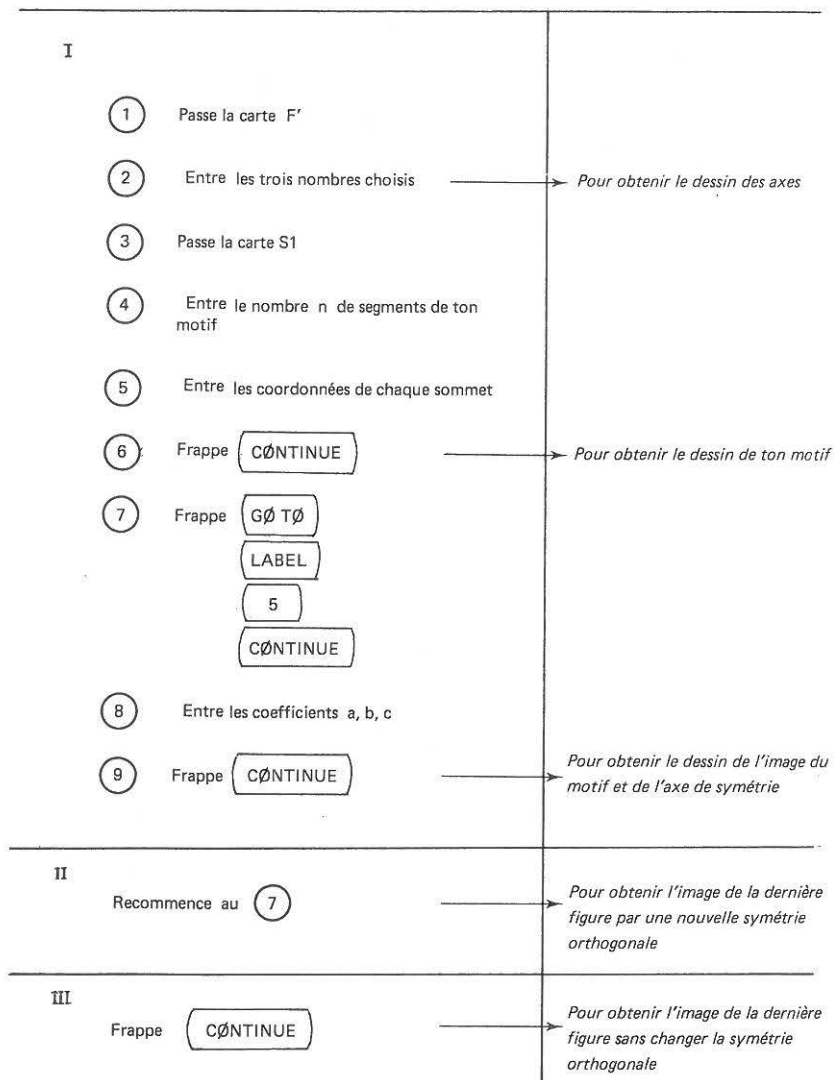 I
1 Passe la carte F'
2 Entre les trois nombres choisis
Pour obtenir le dessin des axes
3 Passe la carte S1
4 Entre le nombre n de segments de ton
motif
5 Entre les coordonnées de chaque sommet
6 Frappe CØNTINUE
Pour obtenir le dessin de ton motif
7 Frappe GØ TØ
LABEL
5
CØNTINUE
8 Entre les coefficients a, b, c
9 Frappe CØNTINUE
Pour obtenir le dessin de l'image du
motif et de l'axe de symétrie
II
Recommence au 7
Pour obtenir l'image de la dernière
figure par une nouvelle symétrie
orthogonale
III
Frappe CØNTINUE
Pour obtenir l'image de la dernière
figure sans changer la symétrie
orthogonale